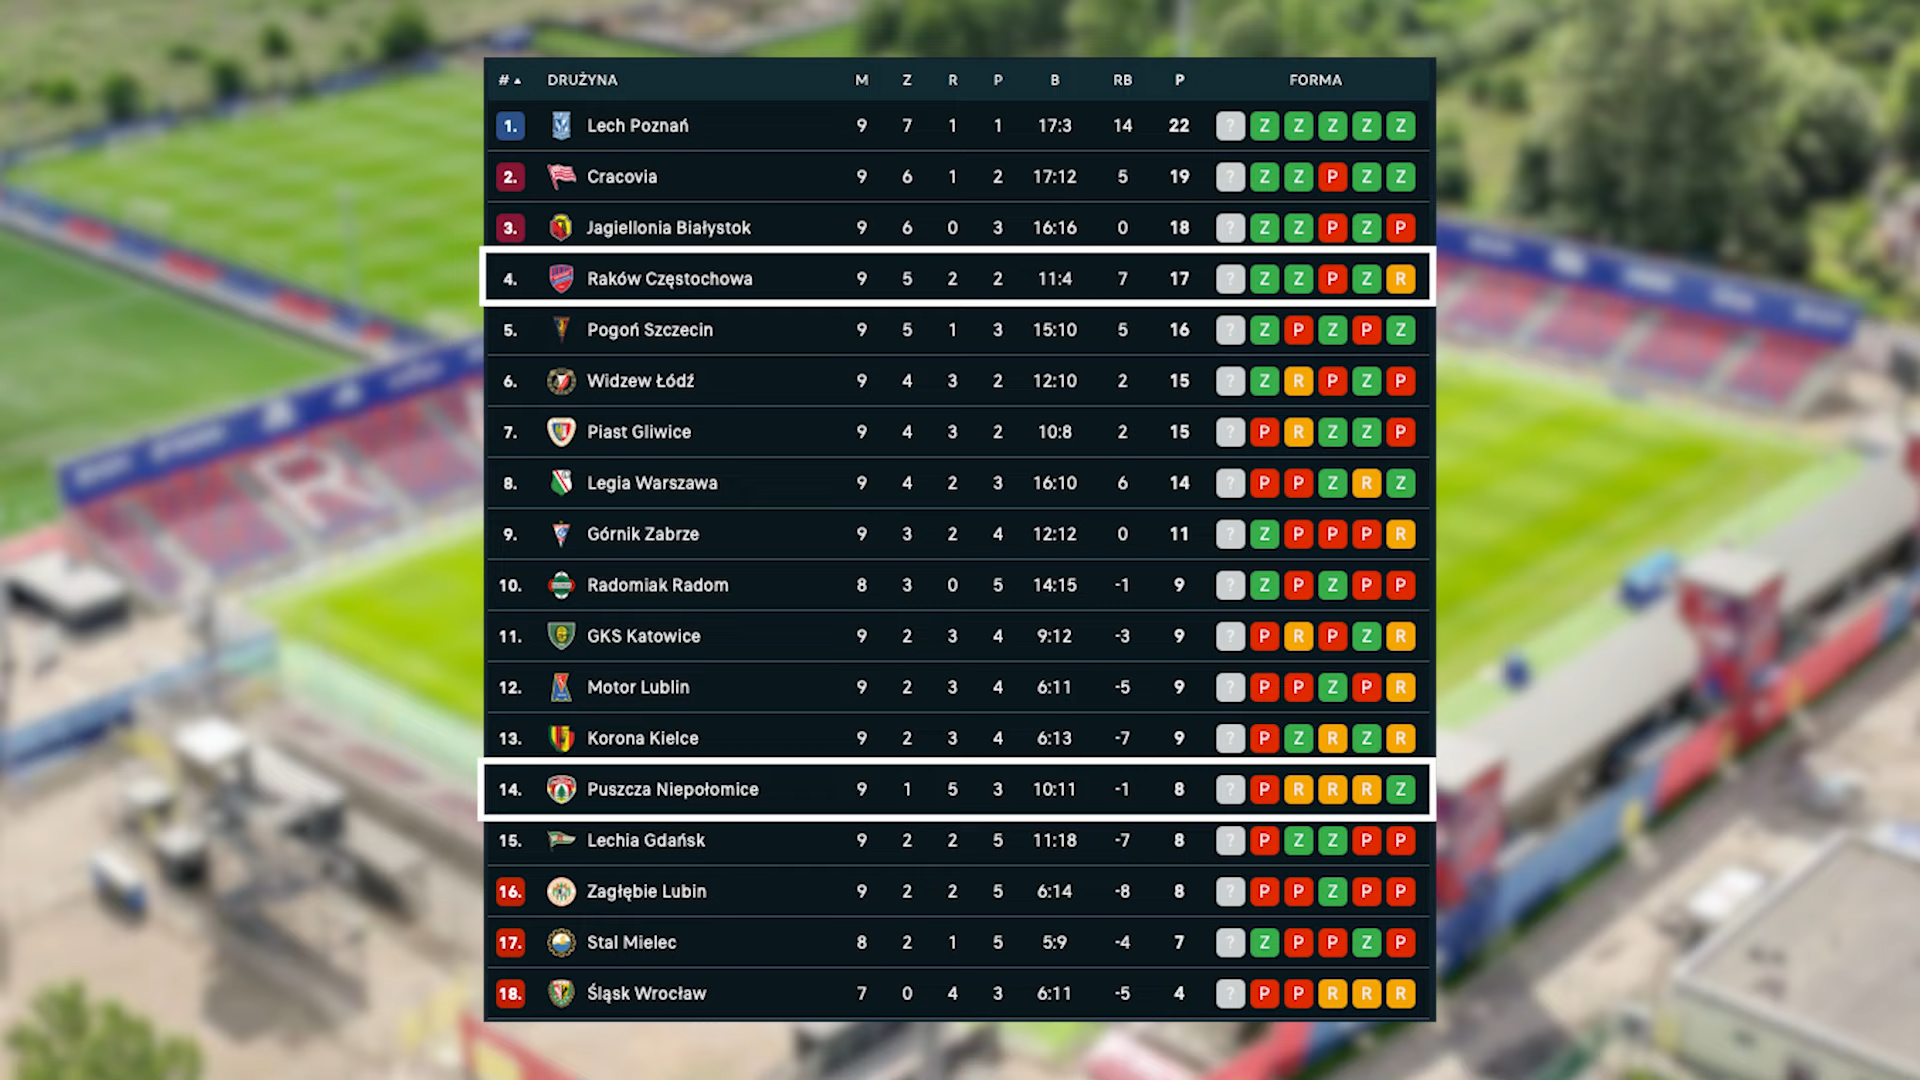 # DRUŻYNA M Z R P B RB P FORMA
1. Lech Poznań 9 7 1 1 17:3 14 22 ? Z Z Z Z Z
2. Cracovia 9 6 1 2 17:12 5 19 ? Z Z P Z Z
3. Jagiellonia Białystok 9 6 0 3 16:16 0 18 ? Z Z P Z P
4. Raków Częstochowa 9 5 2 2 11:4 7 17 ? Z Z P Z R
5. Pogoń Szczecin 9 5 1 3 15:10 5 16 ? Z P Z P Z
6. Widzew Łódź 9 4 3 2 12:10 2 15 ? Z R P Z P
7. Piast Gliwice 9 4 3 2 10:8 2 15 ? P R Z Z P
8. Legia Warszawa 9 4 2 3 16:10 6 14 ? P P Z R Z
9. Górnik Zabrze 9 3 2 4 12:12 0 11 ? Z P P P R
10. Radomiak Radom 8 3 0 5 14:15 -1 9 ? Z P Z P P
11. GKS Katowice 9 2 3 4 9:12 -3 9 ? P R P Z R
12. Motor Lublin 9 2 3 4 6:11 -5 9 ? P P Z P R
13. Korona Kielce 9 2 3 4 6:13 -7 9 ? P Z R Z R
14. Puszcza Niepołomice 9 1 5 3 10:11 -1 8 ? P R R R Z
15. Lechia Gdańsk 9 2 2 5 11:18 -7 8 ? P Z Z P P
16. Zagłębie Lubin 9 2 2 5 6:14 -8 8 ? P P Z P P
17. Stal Mielec 8 2 1 5 5:9 -4 7 ? Z P P Z P
18. Śląsk Wrocław 7 0 4 3 6:11 -5 4 ? P P R R R
R